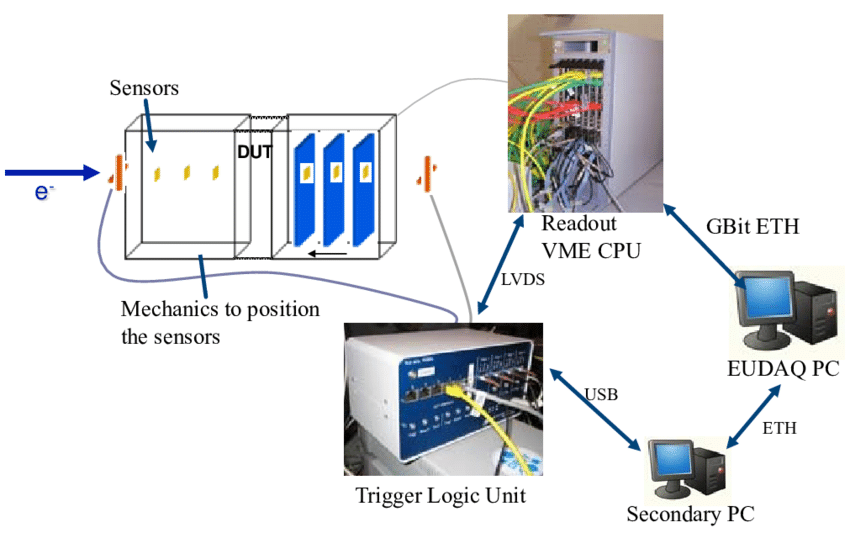 Sensors
DUT
e-
Readout
VME CPU
GBit ETH
LVDS
Mechanics to position
the sensors
EUDAQ PC
USB
ETH
Trigger Logic Unit
Secondary PC